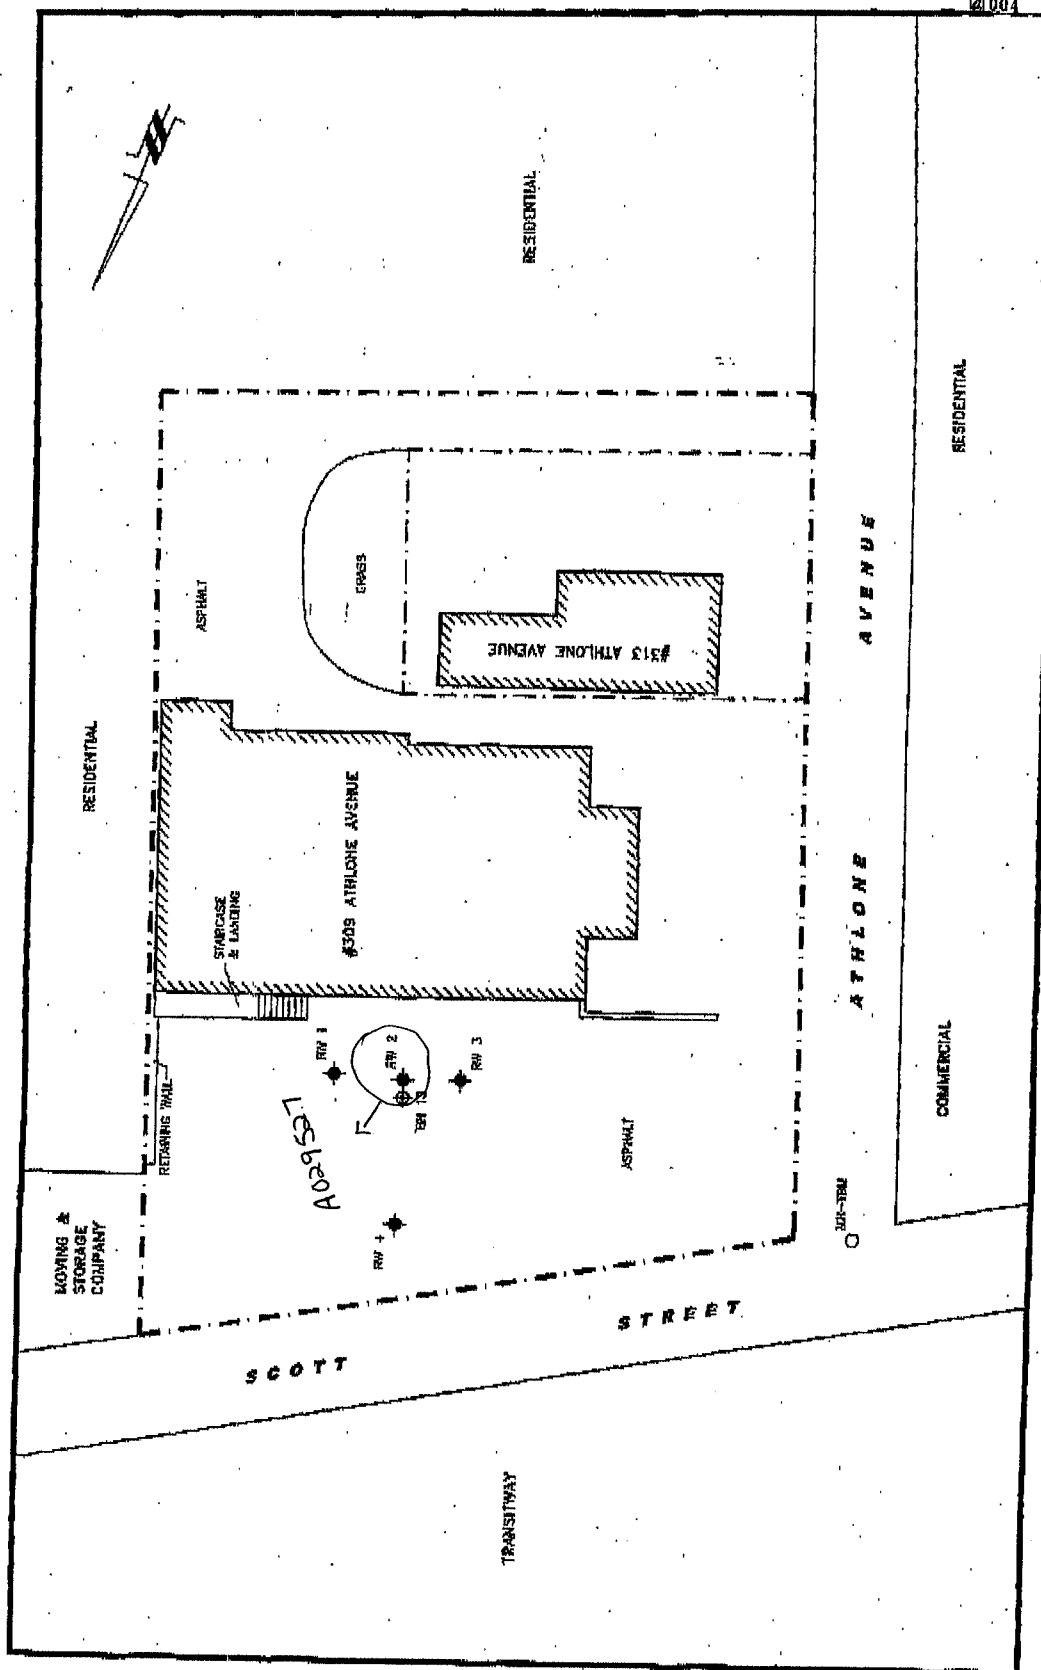 004
RESIDENTIAL
RESIDENTIAL
ASPHALT
GRASS
#313 ATHLONE AVENUE
AVENUE
RESIDENTIAL
#309 ATHLONE AVENUE
STAIRCASE
& LANDING
ATHLONE
RW 1
RW 2
RW 3
COMMERCIAL
RETAINING WALL
A029527
ASPHALT
MOVING &
STORAGE
COMPANY
RW 4
STREET
SCOTT
TRANSITWAY